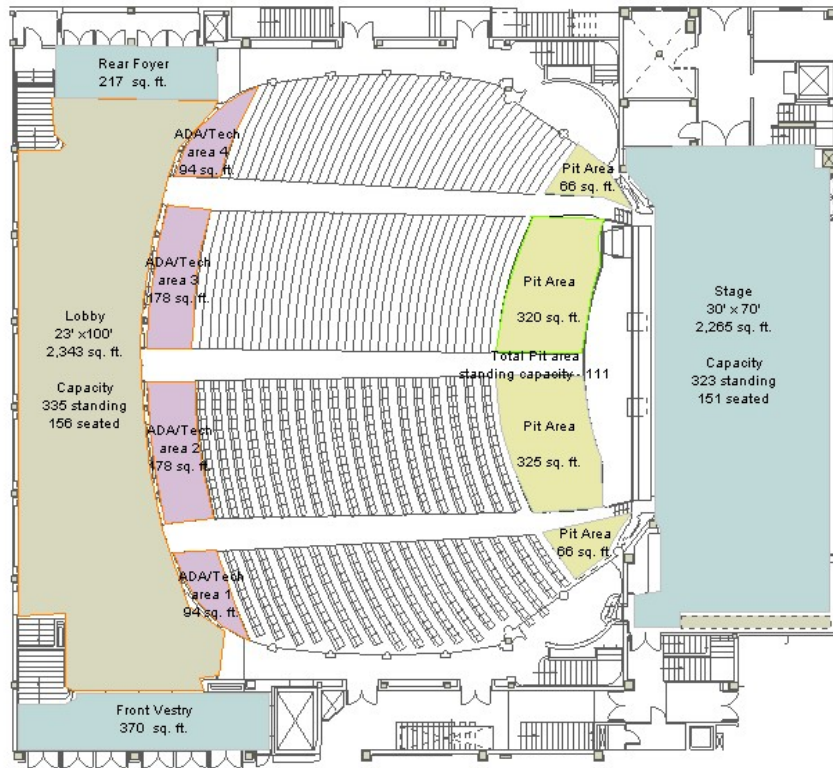 Rear Foyer
217 sq. ft.
ADA/Tech
area 4
94 sq. ft.
Pit Area
66 sq. ft.
ADA/Tech
area 3
178 sq. ft.
Pit Area
320 sq. ft.
Lobby
23' x100'
2,343 sq. ft.
Capacity
335 standing
156 seated
Stage
30' x 70'
2,265 sq. ft.
Capacity
323 standing
151 seated
Total Pit area
standing capacity - 111
ADA/Tech
area 2
178 sq. ft.
Pit Area
325 sq. ft.
Pit Area
66 sq. ft.
ADA/Tech
area 1
94 sq. ft.
Front Vestry
370 sq. ft.